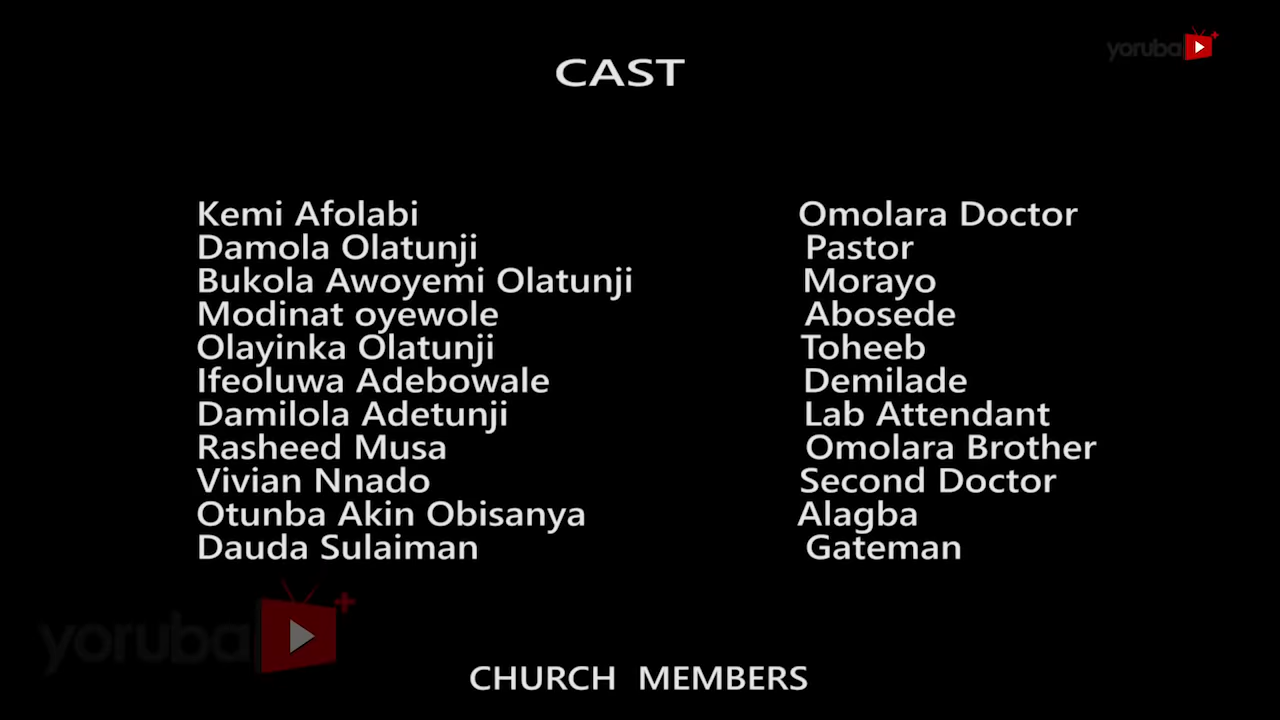 yoruba
CAST
Kemi Afolabi Omolara Doctor
Damola Olatunji Pastor
Bukola Awoyemi Olatunji Morayo
Modinat oyewole Abosede
Olayinka Olatunji Toheeb
Ifeoluwa Adebowale Demilade
Damilola Adetunji Lab Attendant
Rasheed Musa Omolara Brother
Vivian Nnado Second Doctor
Otunba Akin Obisanya Alagba
Dauda Sulaiman Gateman
yoruba
CHURCH MEMBERS